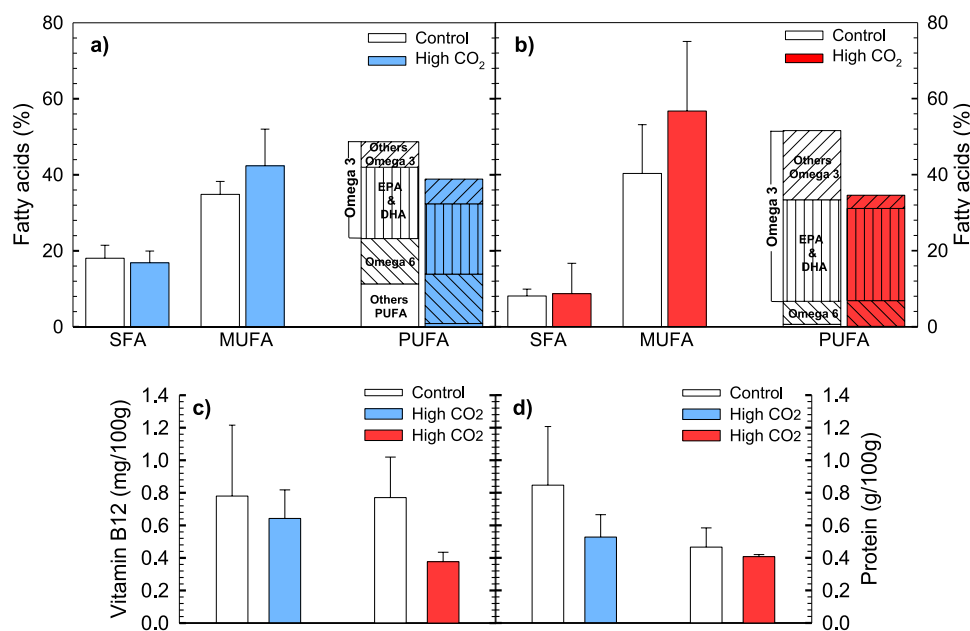 80
60
40
20
0
Fatty acids (%)
a)
Control
High CO₂
Omega 3
Others
Omega 3
EPA
&
DHA
Omega 6
Others
PUFA
SFA
MUFA
PUFA
b)
Control
High CO₂
Omega 3
Others
Omega 3
EPA
&
DHA
Omega 6
SFA
MUFA
PUFA
80
60
40
20
0
Fatty acids (%)
1.4
1.2
1.0
0.8
0.6
0.4
0.2
0.0
Vitamin B12 (mg/100g)
c)
Control
High CO2
High CO2
d)
Control
High CO2
High CO2
1.4
1.2
1.0
0.8
0.6
0.4
0.2
0.0
Protein (g/100g)